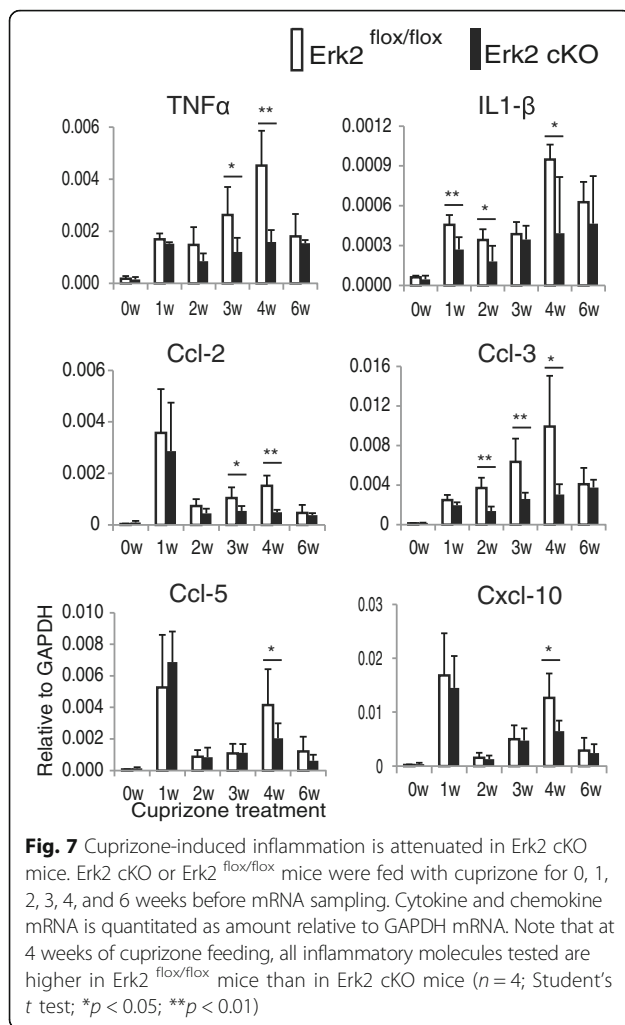 Erk2 flox/flox Erk2 cKO
TNFα IL1-β
** *
* ** *
0.006 0.0012
0.004 0.0009
0.002 0.0006
0.000 0.0003
0.0000
0w 1w 2w 3w 4w 6w 0w 1w 2w 3w 4w 6w
Ccl-2 Ccl-3
0.006 0.016 *
0.004 0.012 **
0.002 * ** 0.008 **
0 0.004
0
0w 1w 2w 3w 4w 6w 0w 1w 2w 3w 4w 6w
Ccl-5 Cxcl-10
Relative to GAPDH
0.010 0.03
0.008 * 0.02 *
0.006 0.01
0.004 0
0.002
0.000
0w 1w 2w 3w 4w 6w 0w 1w 2w 3w 4w 6w
Cuprizone treatment
Fig. 7 Cuprizone-induced inflammation is attenuated in Erk2 cKO
mice. Erk2 cKO or Erk2 flox/flox mice were fed with cuprizone for 0, 1,
2, 3, 4, and 6 weeks before mRNA sampling. Cytokine and chemokine
mRNA is quantitated as amount relative to GAPDH mRNA. Note that at
4 weeks of cuprizone feeding, all inflammatory molecules tested are
higher in Erk2 flox/flox mice than in Erk2 cKO mice (n = 4; Student's
t test; *p < 0.05; **p < 0.01)